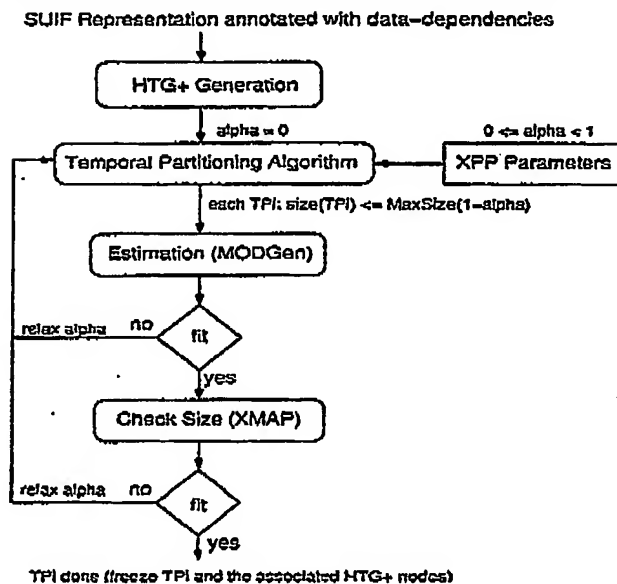 SUIF Representation annotated with data-dependencies
HTG+ Generation
alpha = 0
0 <= alpha < 1
Temporal Partitioning Algorithm
XPP Parameters
each TPi: size(TPi) <= MaxSize(1-alpha)
Estimation (MODGen)
relax alpha
no
fit
yes
Check Size (XMAP)
relax alpha
no
fit
yes
TPi done (freeze TPi and the associated HTG+ nodes)